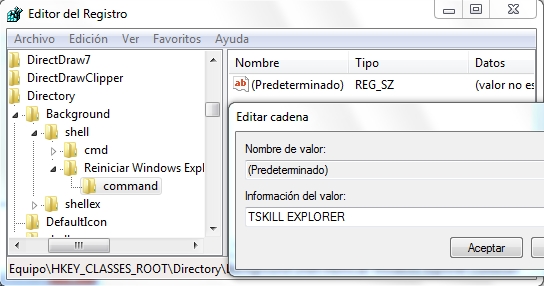 Editor del Registro
Archivo Edición Ver Favoritos Ayuda
DirectDraw7
DirectDrawClipper
Directory
Background
shell
cmd
Reiniciar Windows Expl
command
shellex
DefaultIcon
Nombre Tipo Datos
ab (Predeterminado) REG_SZ (valor no es
Editar cadena
Nombre de valor:
(Predeterminado)
Información del valor:
TSKILL EXPLORER
Aceptar
Equipo\HKEY_CLASSES_ROOT\Directory\